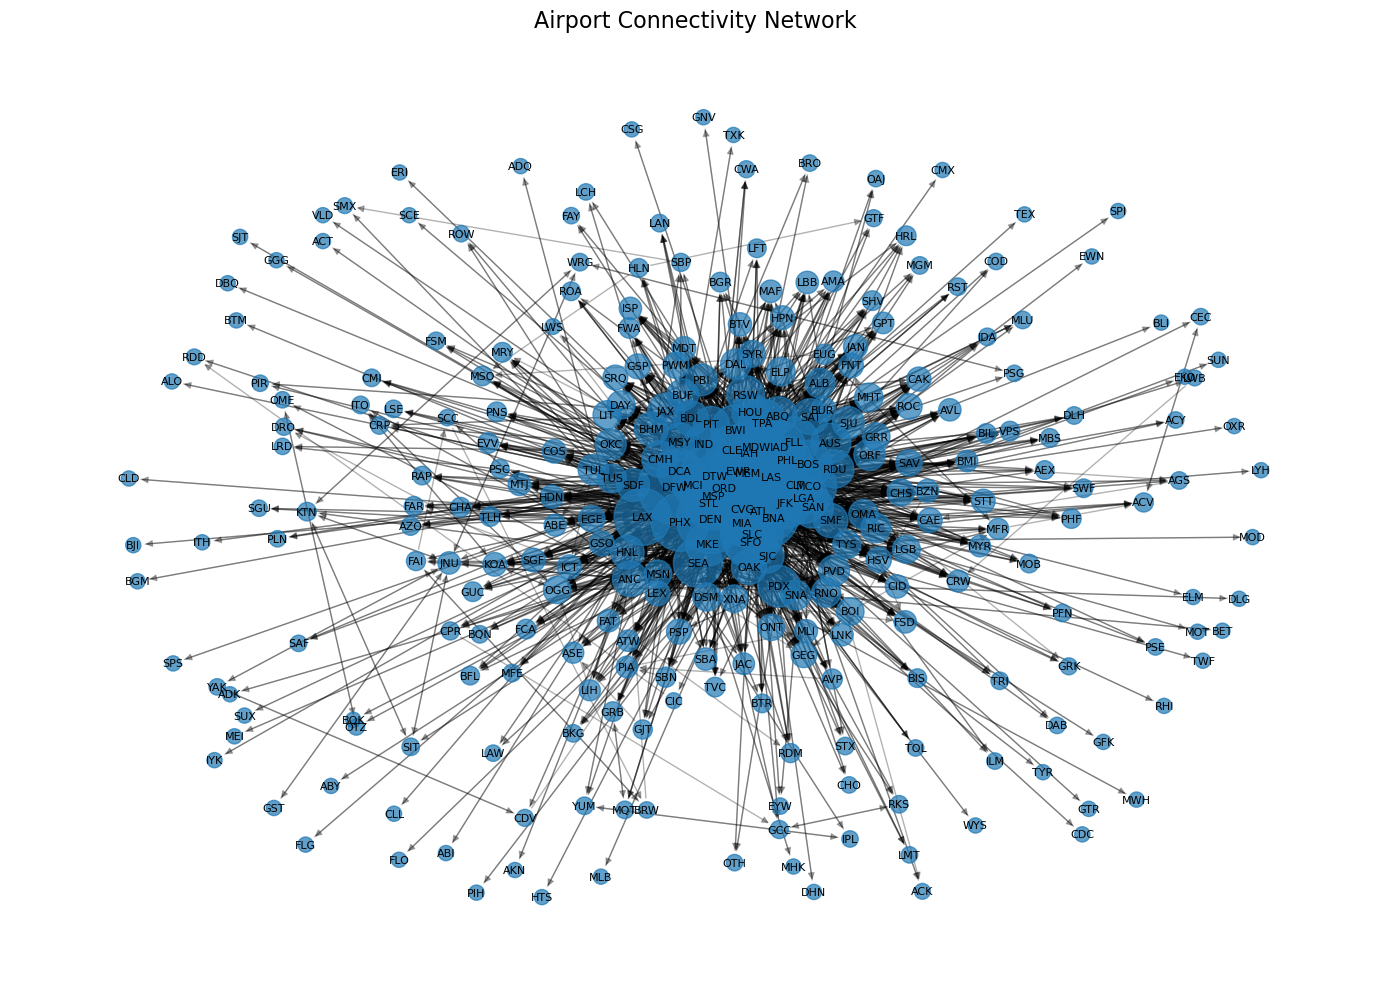 Airport Connectivity Network
GNV
CSG
TXK
ADQ
CWA
BRO
ERI
CMX
OAJ
LCH
SMX
VLD
SCE
FAY
LAN
GTF
TEX
SPI
SJT
ACT
ROW
HRL
LFT
GGG
WRG
HLN
SBP
MGM
COD
EWN
DBQ
ROA
BGR
MAF
LBB
AMA
RST
BTM
LWS
ISP
FWA
BTV
HPN
SHV
GPT
MLU
BLI
CEC
FSM
MRY
MDT
SYR
JAN
IDA
RDD
GSP
PWM
DAL
EUG
FNT
SUN
ALO
PIR
CMI
MSO
SRQ
PBI
ELP
ALB
CAK
PSG
OME
ITO
LSE
DAY
BUF
RSW
MHT
ROC
AVL
DRO
CRP
SCC
PNS
LIT
JAX
BDL
HOU
ABQ
BUR
SAT
SJU
DLH
ACY
OXR
LRD
EVV
COS
OKC
BHM
MSY
IND
PIT
BWI
TPA
FLL
AUS
GRR
ORF
BIL
VPS
MBS
CLD
RAP
PSC
MTJ
TUL
TUS
CMH
DCA
CLE
PHL
BOS
RDU
SAV
BMI
AEX
AGS
LYH
SGU
KTN
FAR
CHA
TLH
HDN
SDF
DFW
MCI
DTW
ORD
LAS
MCO
LGA
CHS
BZN
STT
SWF
ACV
BJI
ITH
PLN
AZO
ABE
EGE
LAX
PHX
MSP
STL
DEN
CVG
ATL
MIA
BNA
JFK
SAN
SMF
OMA
RIC
CAE
MFR
PHF
MOD
BGM
FAI
JNU
KOA
SGF
ICT
GSO
HNL
MKE
SLC
SFO
SJC
TYS
HSV
LGB
MYR
MOB
GUC
OGG
ANC
MSN
LEX
SEA
OAK
PDX
SNA
PVD
RNO
CID
CRW
ELM
DLG
SAF
CPR
BQN
FCA
FAT
DSM
XNA
ONT
MLI
BOI
LNK
FSD
PFN
MOT
BET
SPS
ATW
PSP
GEG
PSE
TWF
YAK
ADK
BFL
MFE
ASE
PIA
SBN
SBA
JAC
AVP
BIS
TRI
GRK
SUX
LIH
CIC
TVC
BTR
RHI
MEI
OTZ
GRB
GJT
BKG
STX
DAB
GFK
IYK
SIT
LAW
RDM
TOL
ILM
ABY
CHO
TYR
GST
CLL
CDV
YUM
BRW
EYW
RKS
MWH
GTR
FLG
GCC
IPL
WYS
CDC
FLO
ABI
AKN
OTH
MHK
LMT
PIH
HTS
MLB
DHN
ACK